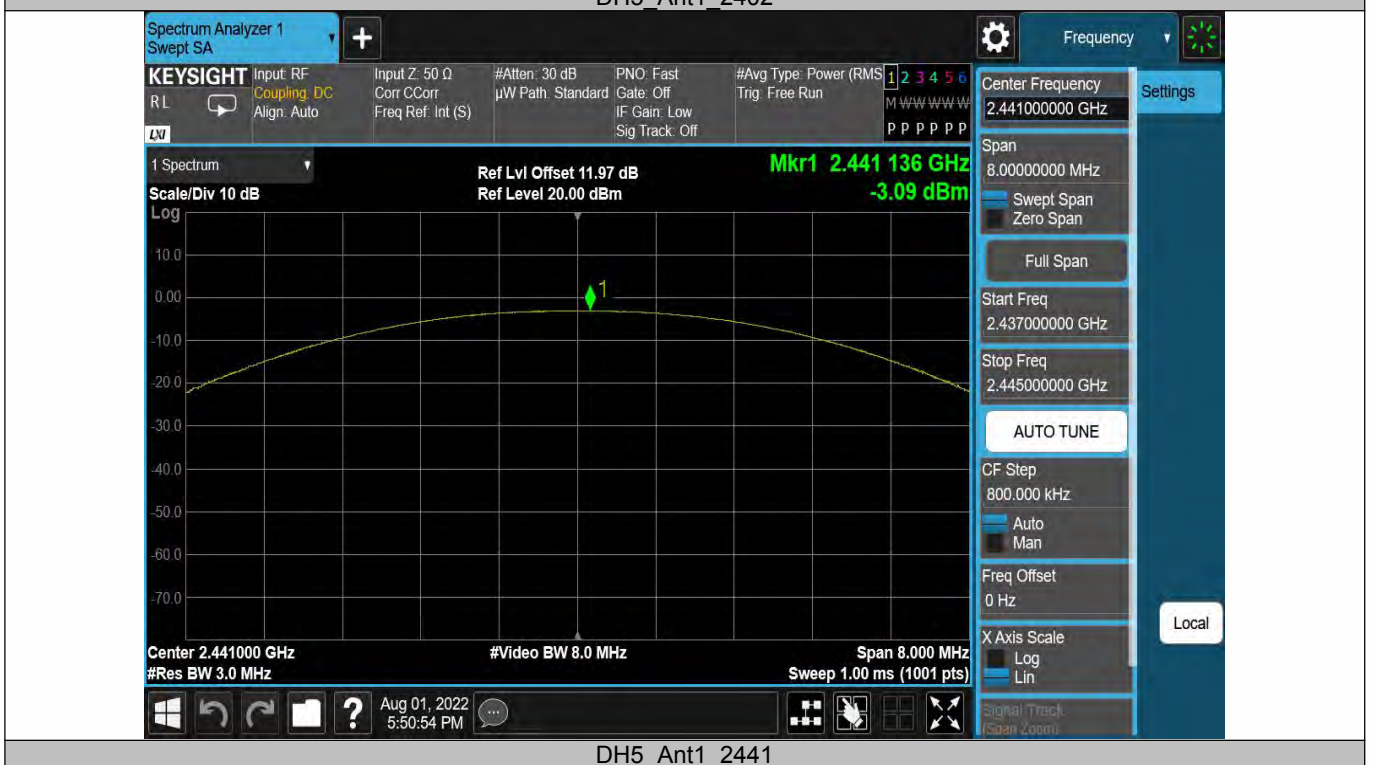 DH5_Ant1_2402
Spectrum Analyzer 1
Swept SA
Frequency
KEYSIGHT
RL
LXI
Input: RF
Coupling: DC
Align: Auto
Input Z: 50 Ω
Corr CCorr
Freq Ref: Int (S)
#Atten: 30 dB
µW Path: Standard
PNO: Fast
Gate: Off
IF Gain: Low
Sig Track: Off
#Avg Type: Power (RMS
Trig: Free Run
1 2 3 4 5 6
M W W W W W
P P P P P P
1 Spectrum
Scale/Div 10 dB
Log
Ref Lvl Offset 11.97 dB
Ref Level 20.00 dBm
Mkr1 2.441 136 GHz
-3.09 dBm
10.0
0.00
-10.0
-20.0
-30.0
-40.0
-50.0
-60.0
-70.0
1
Center 2.441000 GHz
#Res BW 3.0 MHz
#Video BW 8.0 MHz
Span 8.000 MHz
Sweep 1.00 ms (1001 pts)
Center Frequency
2.441000000 GHz
Settings
Span
8.00000000 MHz
Swept Span
Zero Span
Full Span
Start Freq
2.437000000 GHz
Stop Freq
2.445000000 GHz
AUTO TUNE
CF Step
800.000 kHz
Auto
Man
Freq Offset
0 Hz
X Axis Scale
Log
Lin
Local
Signal Track
(Span Zoom)
?
Aug 01, 2022
5:50:54 PM
DH5_Ant1_2441